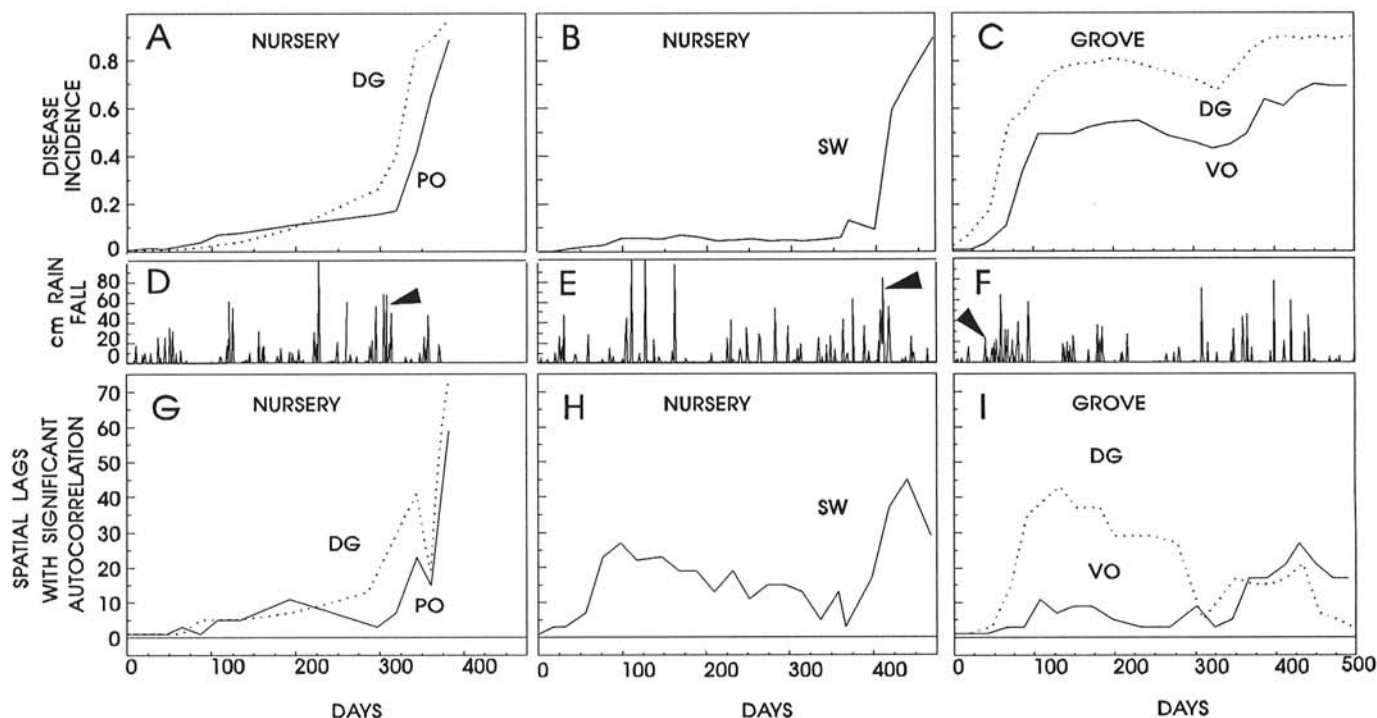 A
NURSERY
DG
PO
B
NURSERY
SW
C
GROVE
DG
VO
DISEASE
INCIDENCE
0.8
0.6
0.4
0.2
0
D
E
F
cm RAIN
FALL
80
60
40
20
0
G
NURSERY
DG
PO
H
NURSERY
SW
I
GROVE
DG
VO
SPATIAL LAGS
WITH SIGNIFICANT
AUTOCORRELATION
70
60
50
40
30
20
10
0
0 100 200 300 400
0 100 200 300 400
0 100 200 300 400 500
DAYS
DAYS
DAYS